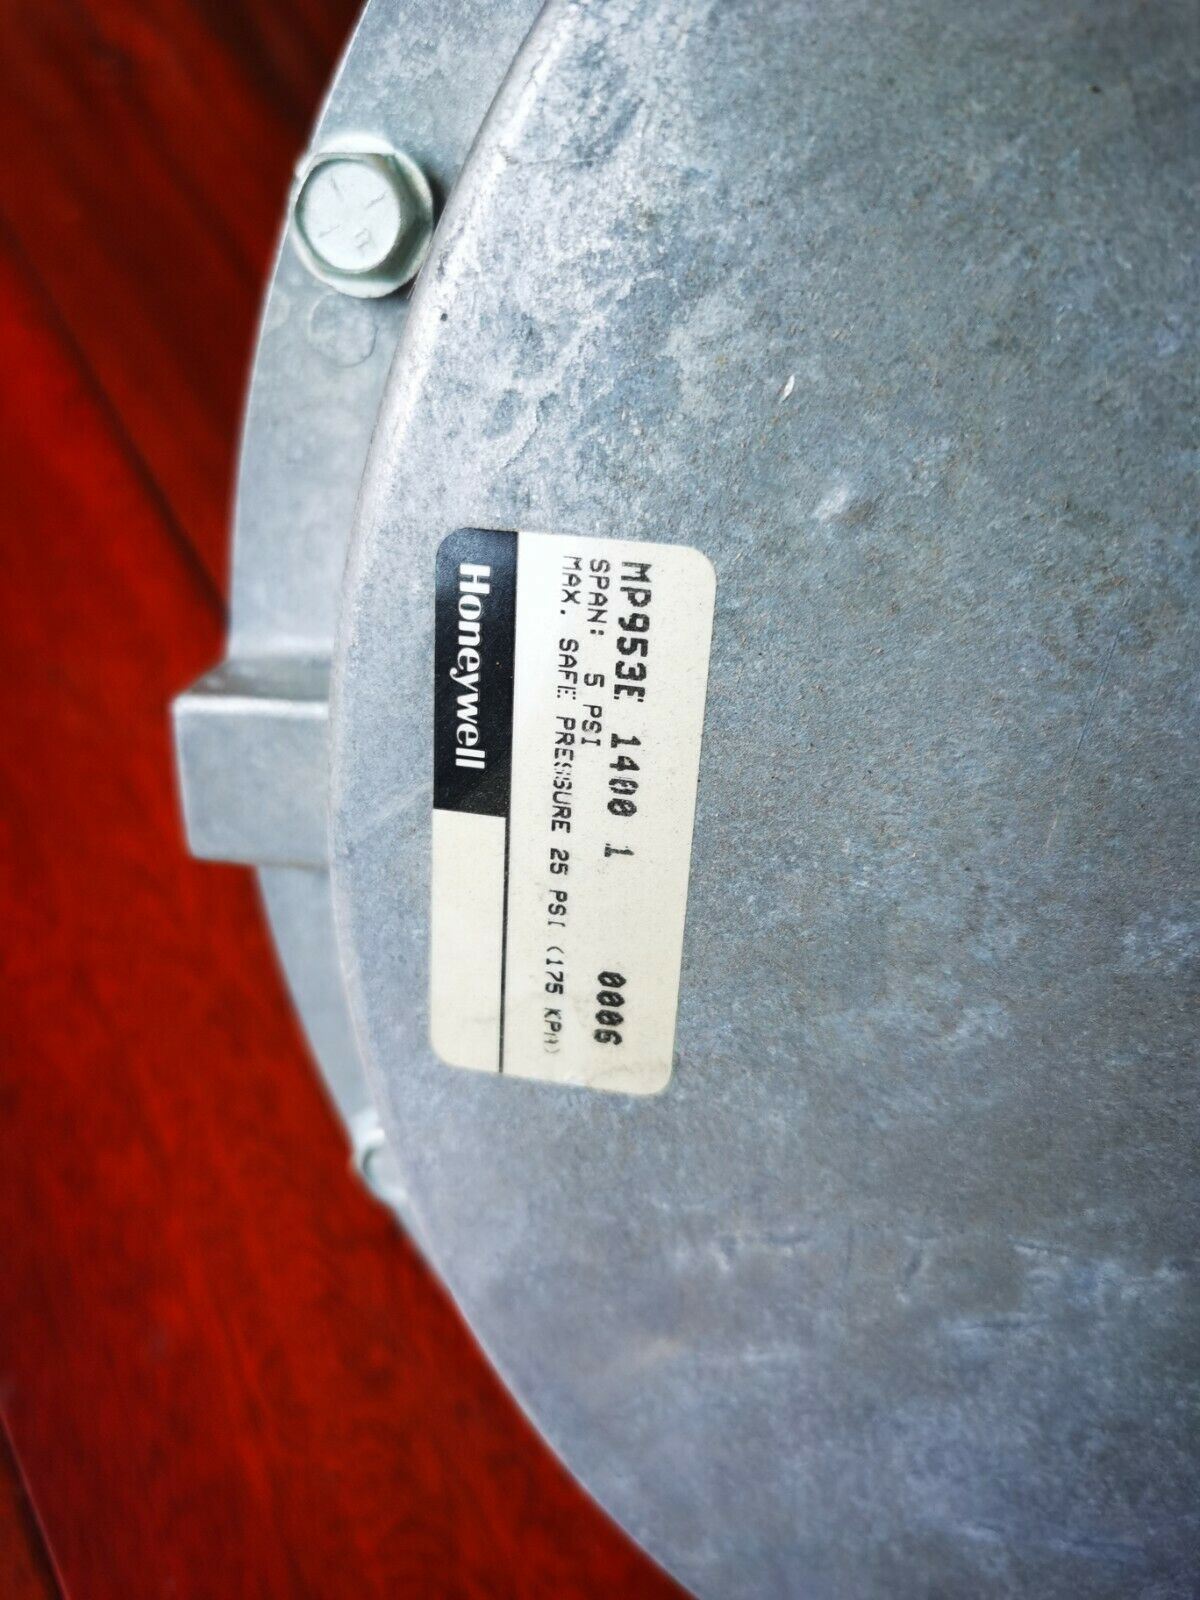 Honeywell
MP953E 1400 1 0006
SPAN: 5 PSI
MAX. SAFE PRESSURE 25 PSI (175 KPA)